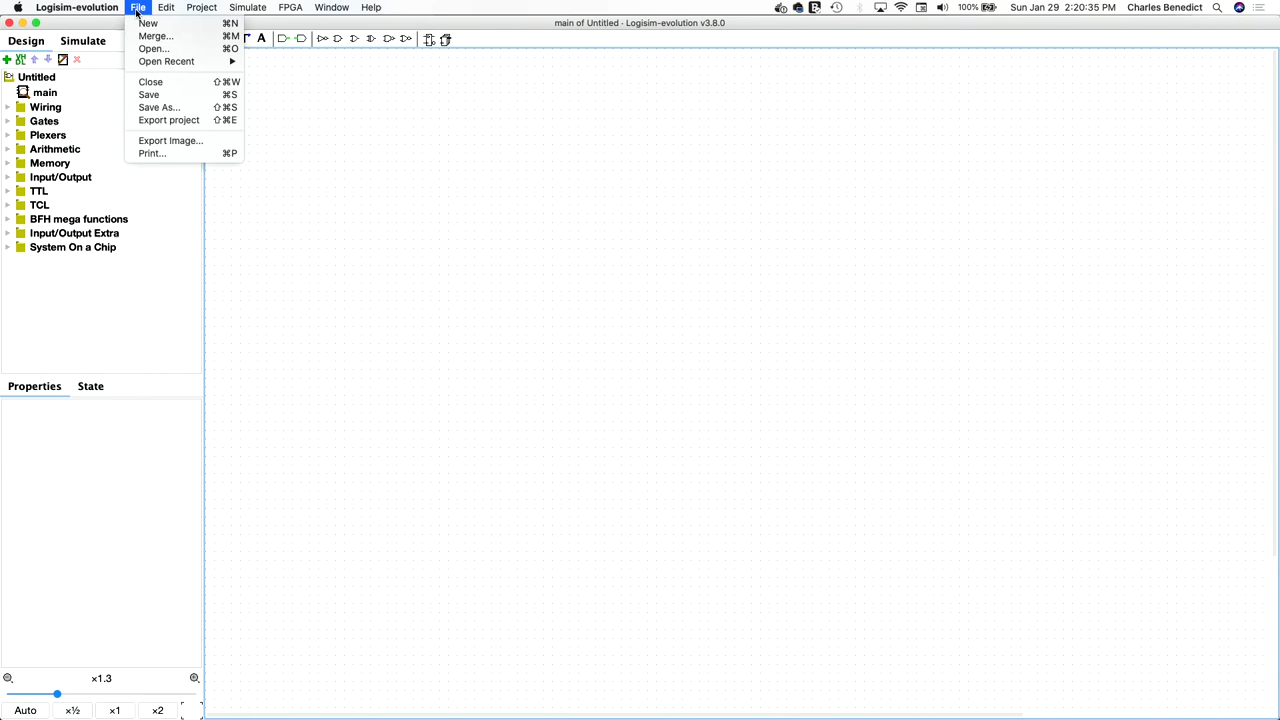 Logisim-evolution File Edit Project Simulate FPGA Window Help 100% Sun Jan 29 2:20:35 PM Charles Benedict
main of Untitled · Logisim-evolution v3.8.0
Design Simulate
A
New ⌘N
Merge... ⌘M
Open... ⌘O
Open Recent ▶
Close ⇧⌘W
Save ⌘S
Save As... ⇧⌘S
Export project ⇧⌘E
Export Image...
Print... ⌘P
Untitled
main
Wiring
Gates
Plexers
Arithmetic
Memory
Input/Output
TTL
TCL
BFH mega functions
Input/Output Extra
System On a Chip
Properties State
×1.3
Auto ×½ ×1 ×2